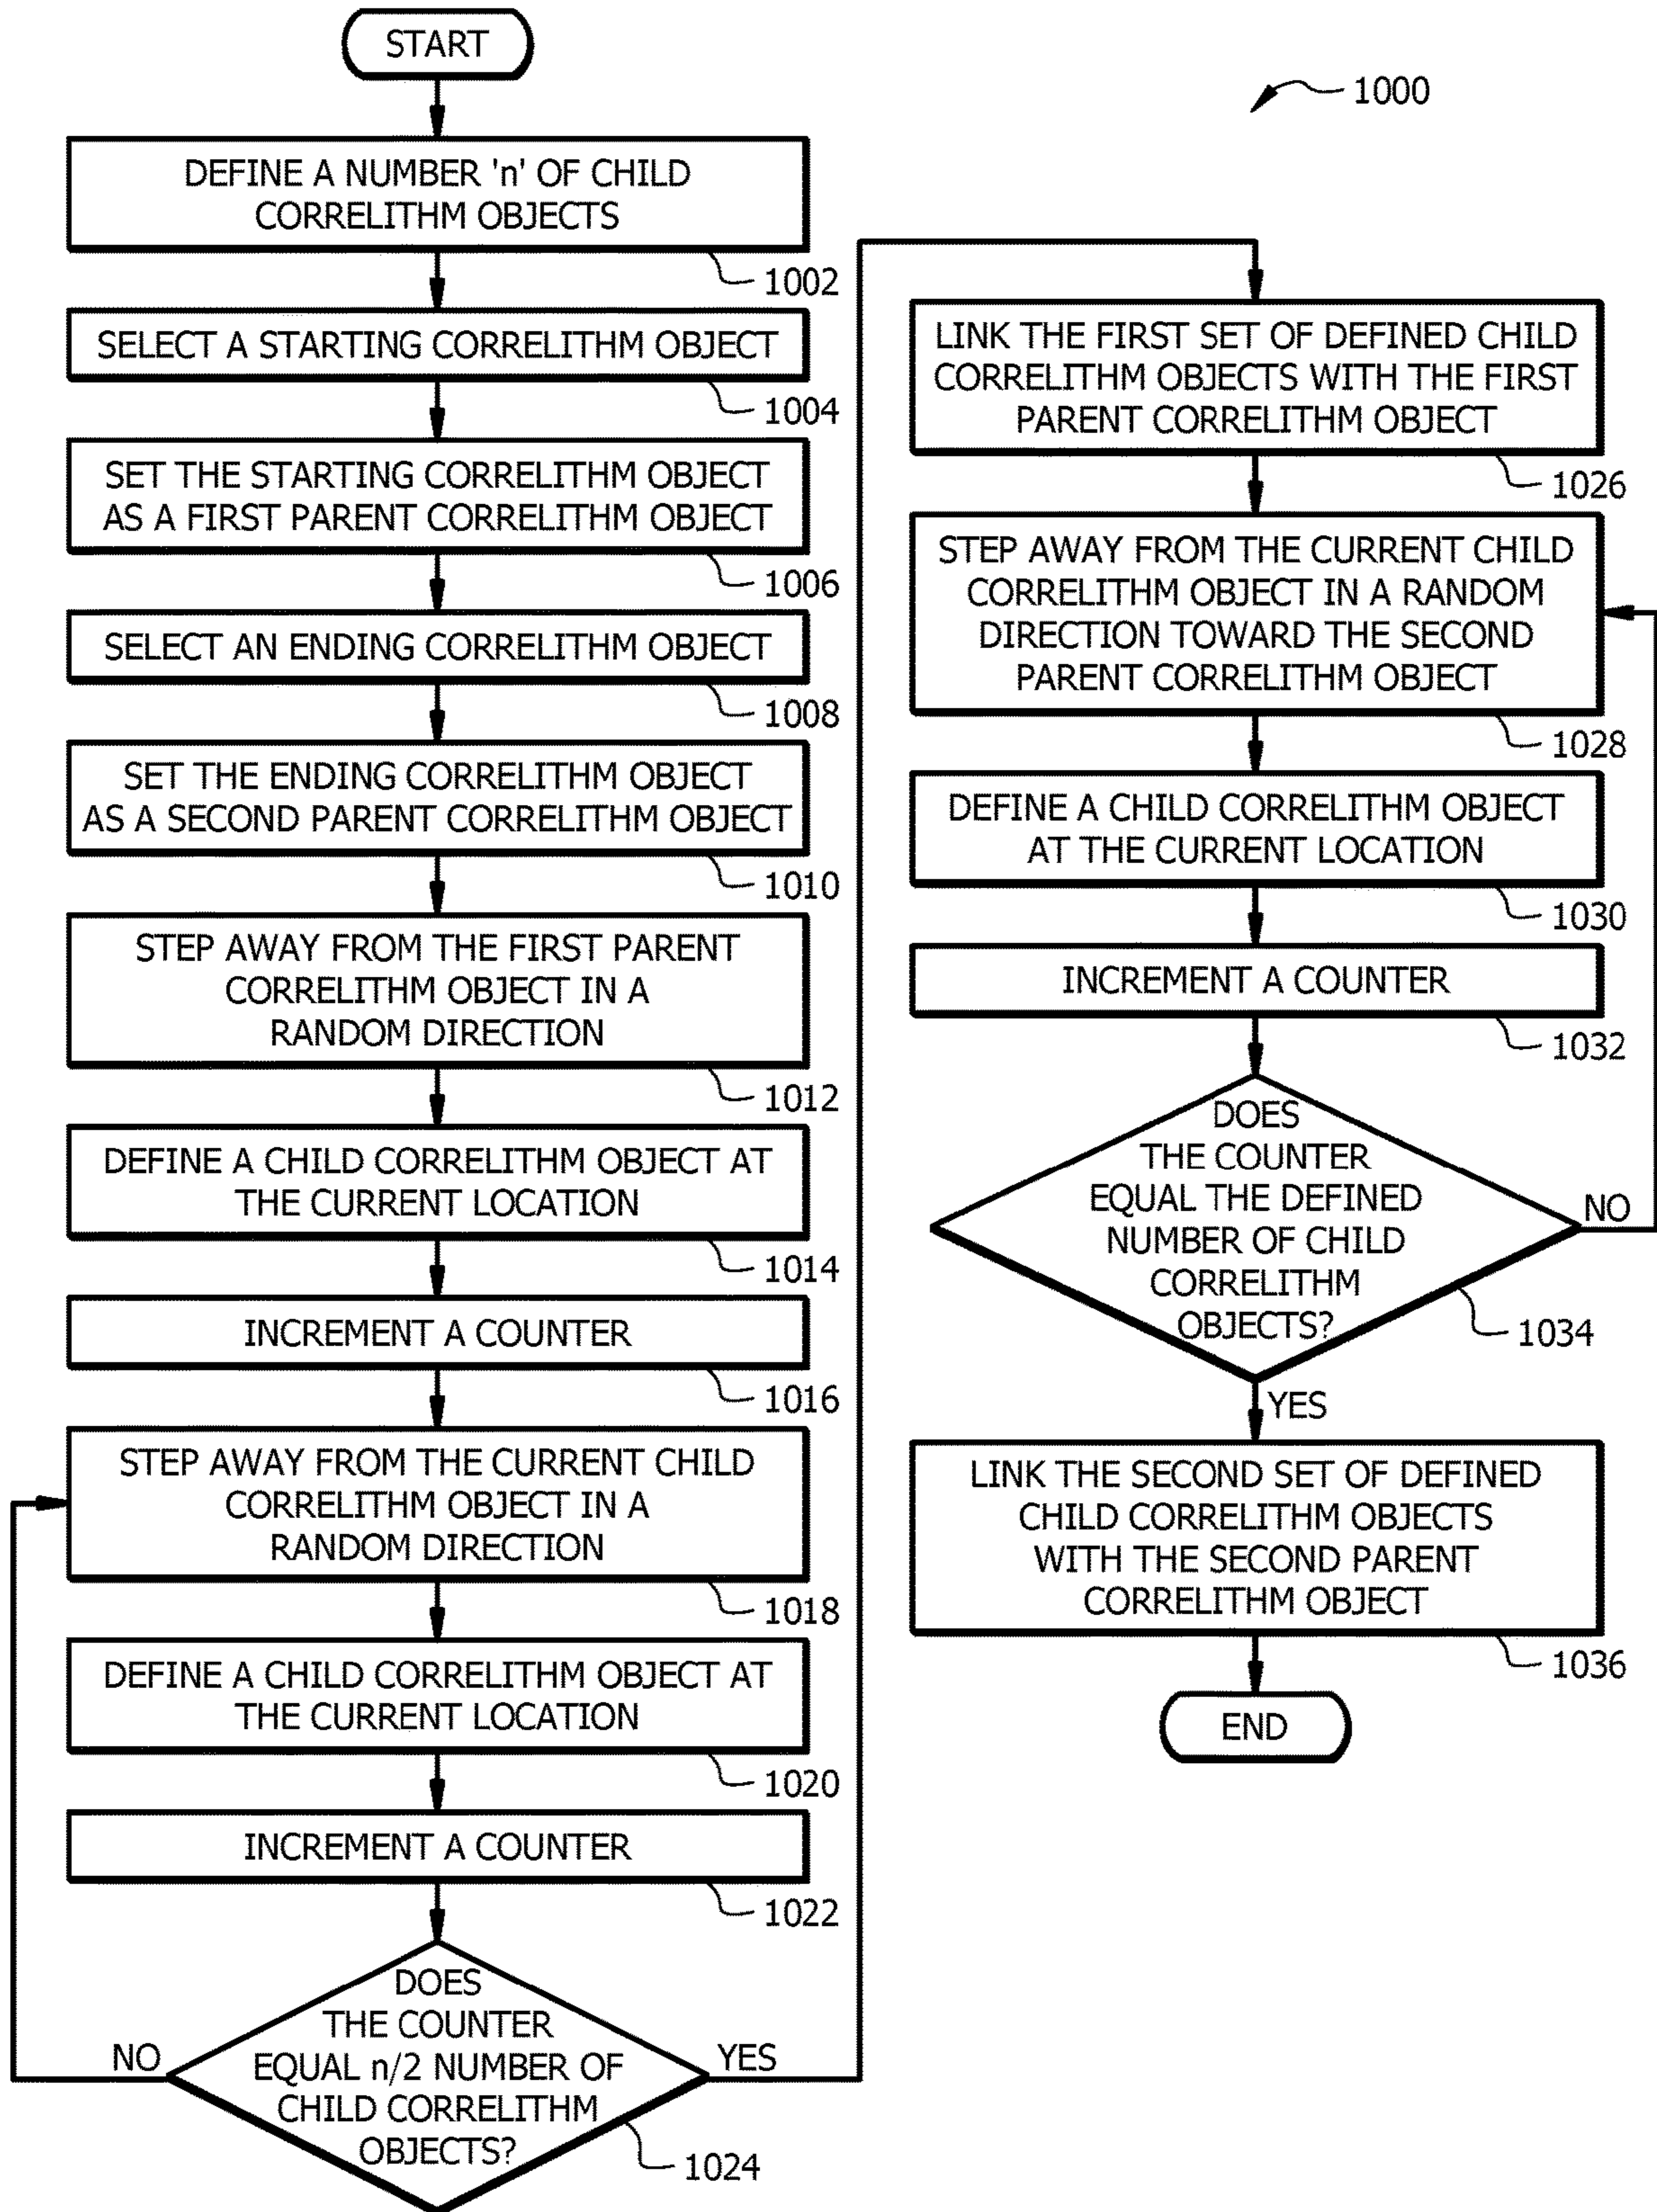 START
DEFINE A NUMBER 'n' OF CHILD
CORRELITHM OBJECTS
1002
SELECT A STARTING CORRELITHM OBJECT
1004
SET THE STARTING CORRELITHM OBJECT
AS A FIRST PARENT CORRELITHM OBJECT
1006
SELECT AN ENDING CORRELITHM OBJECT
1008
SET THE ENDING CORRELITHM OBJECT
AS A SECOND PARENT CORRELITHM OBJECT
1010
STEP AWAY FROM THE FIRST PARENT
CORRELITHM OBJECT IN A
RANDOM DIRECTION
1012
DEFINE A CHILD CORRELITHM OBJECT AT
THE CURRENT LOCATION
1014
INCREMENT A COUNTER
1016
STEP AWAY FROM THE CURRENT CHILD
CORRELITHM OBJECT IN A
RANDOM DIRECTION
1018
DEFINE A CHILD CORRELITHM OBJECT AT
THE CURRENT LOCATION
1020
INCREMENT A COUNTER
1022
DOES
THE COUNTER
EQUAL n/2 NUMBER OF
CHILD CORRELITHM
OBJECTS?
NO
YES
1024
1000
LINK THE FIRST SET OF DEFINED CHILD
CORRELITHM OBJECTS WITH THE FIRST
PARENT CORRELITHM OBJECT
1026
STEP AWAY FROM THE CURRENT CHILD
CORRELITHM OBJECT IN A RANDOM
DIRECTION TOWARD THE SECOND
PARENT CORRELITHM OBJECT
1028
DEFINE A CHILD CORRELITHM OBJECT
AT THE CURRENT LOCATION
1030
INCREMENT A COUNTER
1032
DOES
THE COUNTER
EQUAL THE DEFINED
NUMBER OF CHILD
CORRELITHM
OBJECTS?
NO
1034
YES
LINK THE SECOND SET OF DEFINED
CHILD CORRELITHM OBJECTS
WITH THE SECOND PARENT
CORRELITHM OBJECT
1036
END